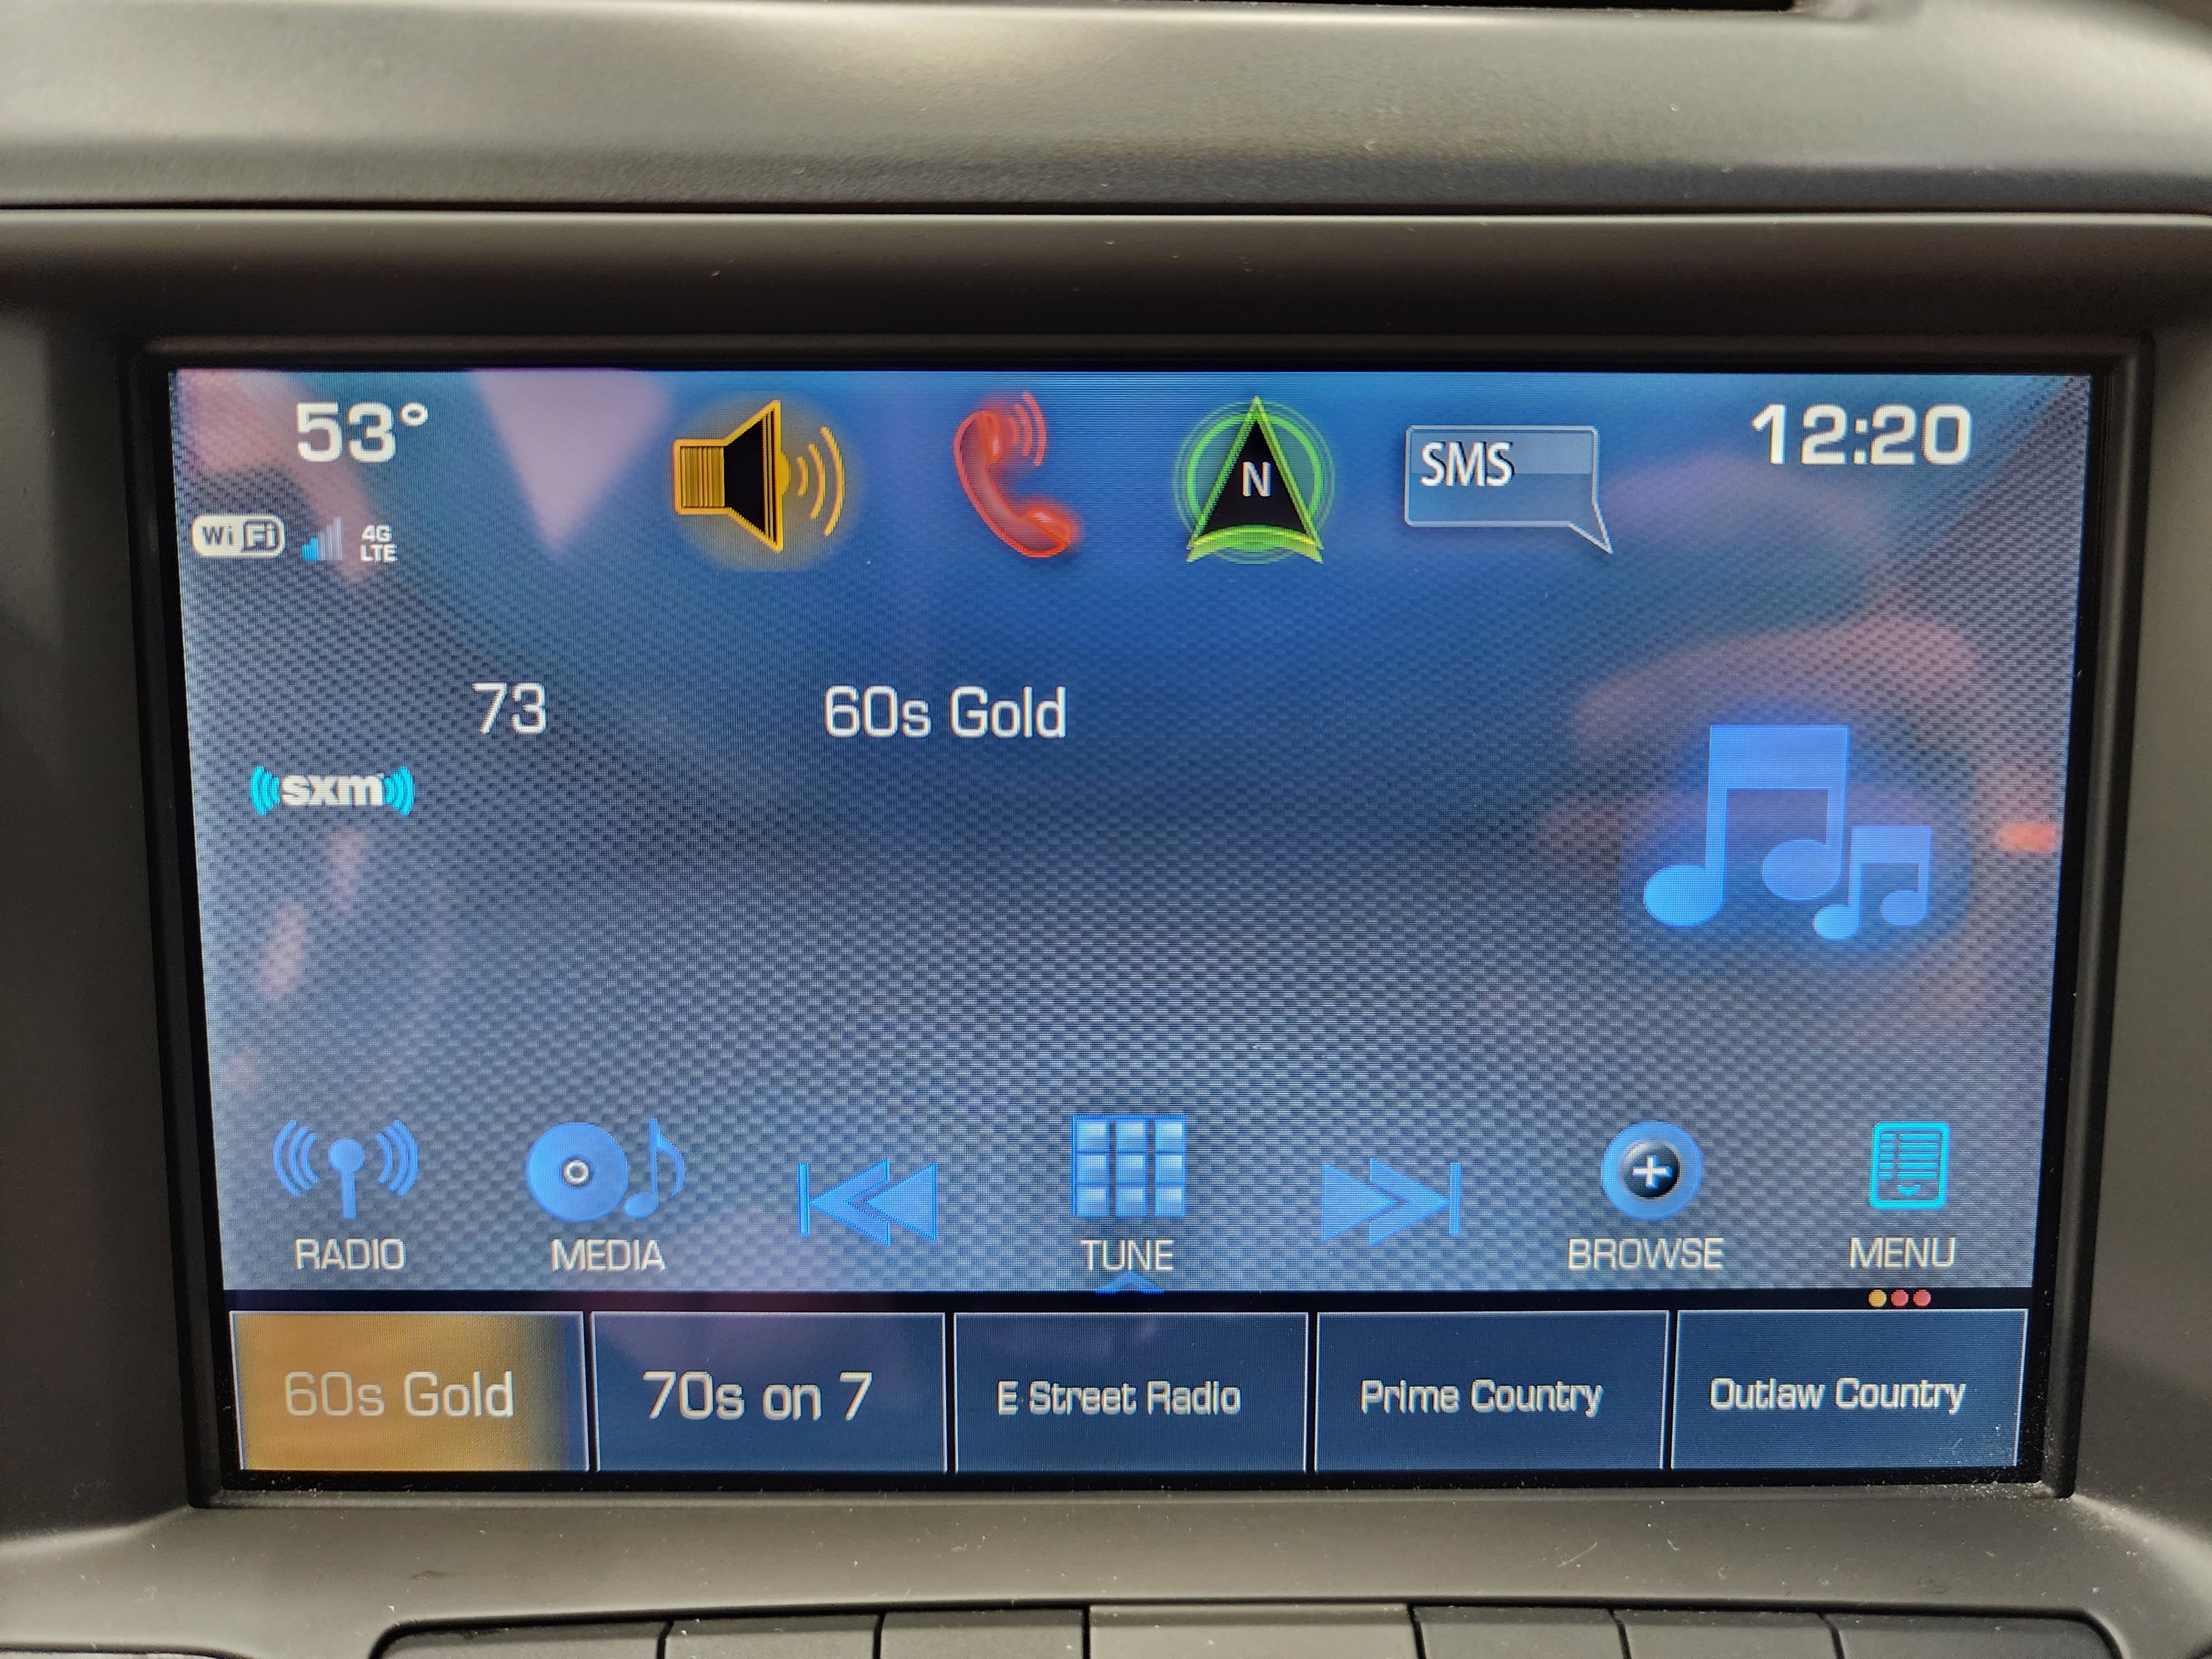 53°
N
SMS
12:20
Wi Fi
4G
LTE
73
60s Gold
sxm
RADIO
MEDIA
TUNE
BROWSE
MENU
60s Gold
70s on 7
E Street Radio
Prime Country
Outlaw Country